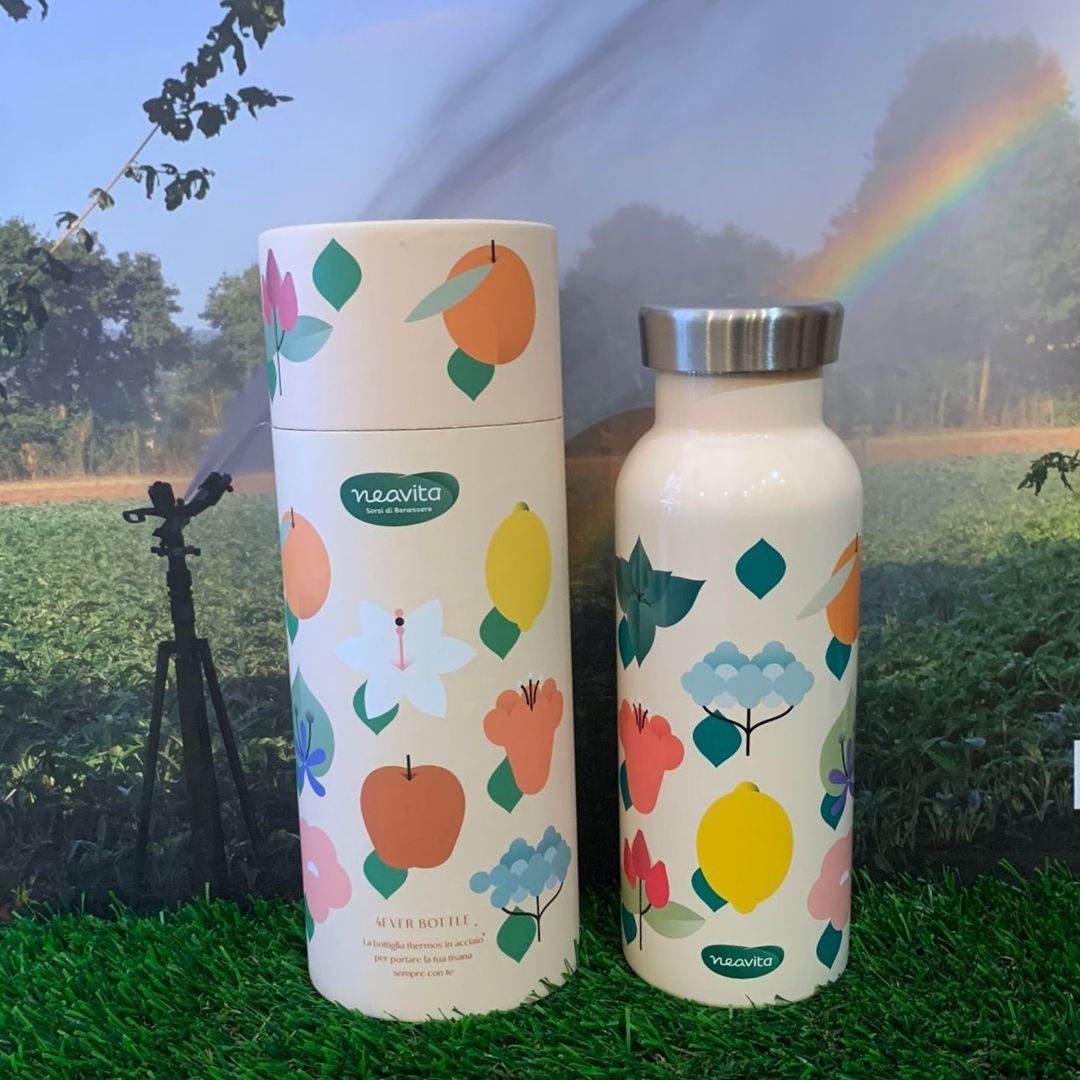 neavita
Sorsi di Benessere
4EVER BOTTLE.
La bottiglia thermos in acciaio*
per portare la tua tisana
sempre con te
neavita